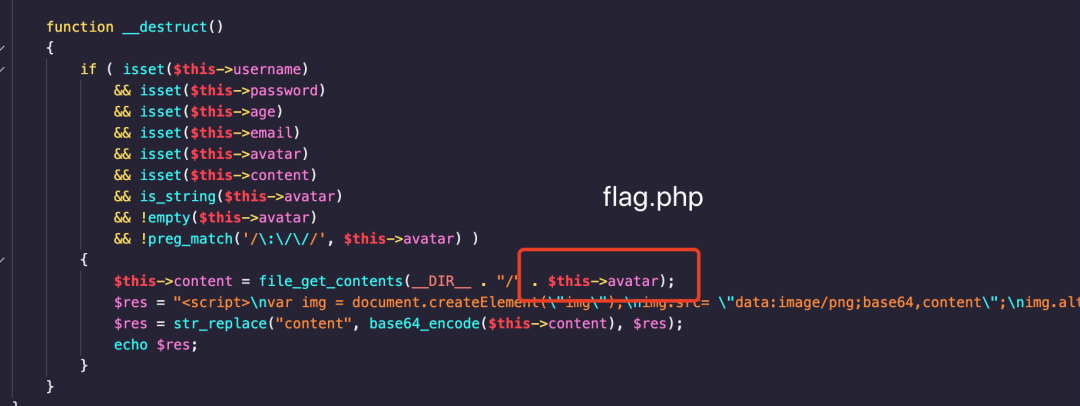 function __destruct()
{
if ( isset($this->username)
&& isset($this->password)
&& isset($this->age)
&& isset($this->email)
&& isset($this->avatar)
&& isset($this->content)
&& is_string($this->avatar)
flag.php
&& !empty($this->avatar)
&& !preg_match('/\:\/\//', $this->avatar) )
{
$this->content = file_get_contents(__DIR__ . "/" . $this->avatar);
$res = "<script>\nvar img = document.createElement(\"img\");\nimg.src= \"data:image/png;base64,content\";\nimg.alt
$res = str_replace("content", base64_encode($this->content), $res);
echo $res;
}
}
}